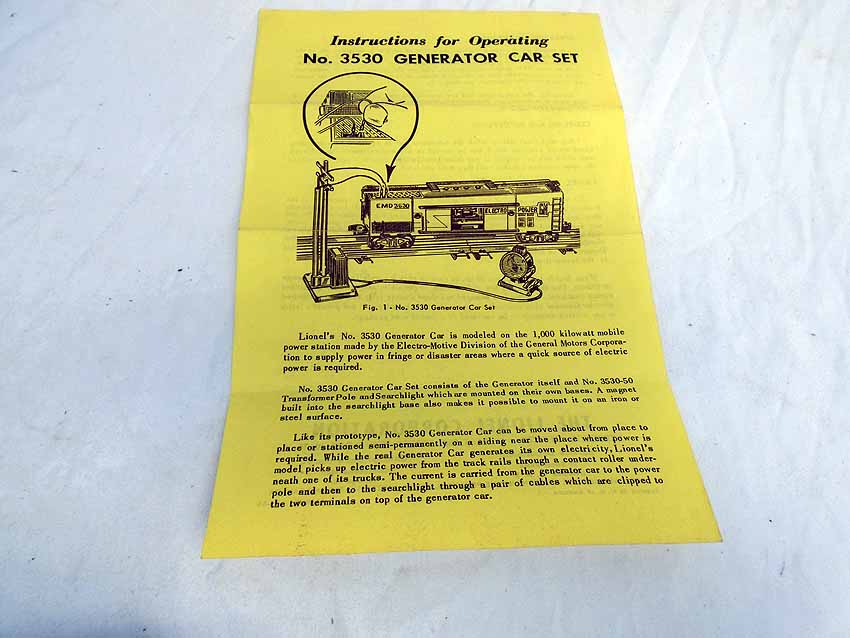 Instructions for Operating
No. 3530 GENERATOR CAR SET
EMD 3530
ELECTRO
POWER
GM
Fig. 1 - No. 3530 Generator Car Set
Lionel's No. 3530 Generator Car is modeled on the 1,000 kilowatt mobile
power station made by the Electro-Motive Division of the General Motors Corpora-
tion to supply power in fringe or disaster areas where a quick source of electric
power is required.
No. 3530 Generator Car Set consists of the Generator itself and No. 3530-50
Transformer Pole and Searchlight which are mounted on their own bases. A magnet
built into the searchlight base also makes it possible to mount it on an iron or
steel surface.
Like its prototype, No. 3530 Generator Car can be moved about from place to
place or stationed semi-permanently on a siding near the place where power is
required. While the real Generator Car generates its own electricity, Lionel's
model picks up electric power from the track rails through a contact roller under-
neath one of its trucks. The current is carried from the generator car to the power
pole and then to the searchlight through a pair of cables which are clipped to
the two terminals on top of the generator car.